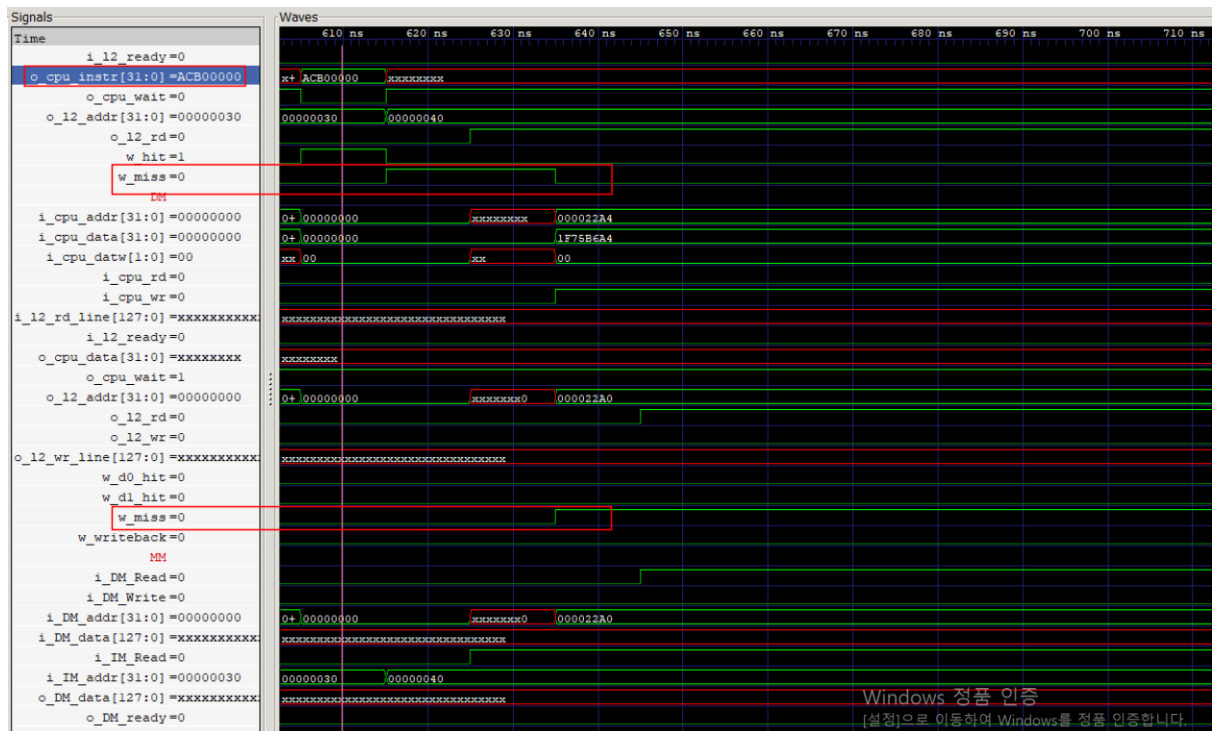 Signals
Waves
Time
610 ns 620 ns 630 ns 640 ns 650 ns 660 ns 670 ns 680 ns 690 ns 700 ns 710 ns
i_l2_ready=0
o_cpu_instr[31:0]=ACB00000 x+ ACB00000 xxxxxxxx
o_cpu_wait=0
o_l2_addr[31:0]=00000030 00000030 00000040
o_l2_rd=0
w_hit=1
w_miss=0
DM
i_cpu_addr[31:0]=00000000 0+ 00000000 xxxxxxxx 000022A4
i_cpu_data[31:0]=00000000 0+ 00000000 1F75B6A4
i_cpu_datw[1:0]=00 xx 00 xx 00
i_cpu_rd=0
i_cpu_wr=0
i_l2_rd_line[127:0]=xxxxxxxxxx xxxxxxxxxxxxxxxxxxxxxxxxxxxxxxxx
i_l2_ready=0
o_cpu_data[31:0]=xxxxxxxx xxxxxxxx
o_cpu_wait=1
o_l2_addr[31:0]=00000000 0+ 00000000 xxxxxxx0 000022A0
o_l2_rd=0
o_l2_wr=0
o_l2_wr_line[127:0]=xxxxxxxxxx xxxxxxxxxxxxxxxxxxxxxxxxxxxxxxxx
w_d0_hit=0
w_d1_hit=0
w_miss=0
w_writeback=0
MM
i_DM_Read=0
i_DM_Write=0
i_DM_addr[31:0]=00000000 0+ 00000000 xxxxxxx0 000022A0
i_DM_data[127:0]=xxxxxxxxxx xxxxxxxxxxxxxxxxxxxxxxxxxxxxxxxx
i_IM_Read=0
i_IM_addr[31:0]=00000030 00000030 00000040
o_DM_data[127:0]=xxxxxxxxxx xxxxxxxxxxxxxxxxxxxxxxxxxxxxxxxx
o_DM_ready=0
Windows 정품 인증
[설정]으로 이동하여 Windows를 정품 인증합니다.